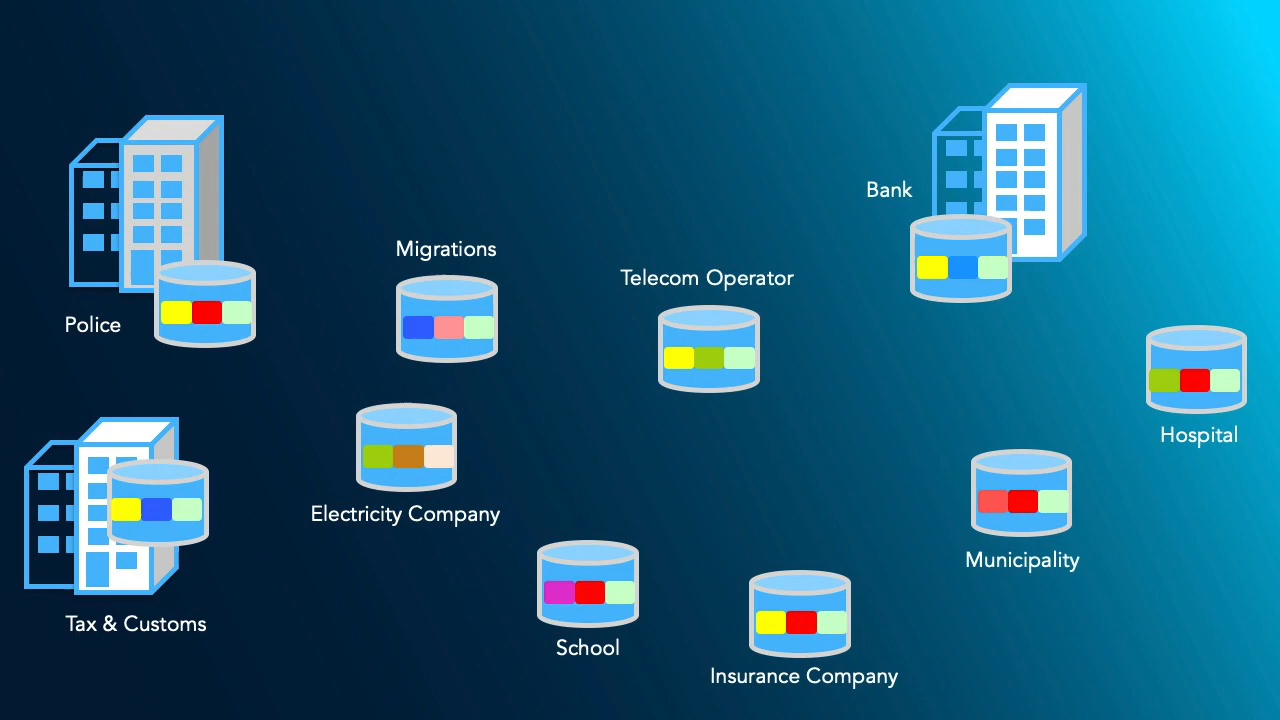 Bank
Migrations
Telecom Operator
Police
Hospital
Electricity Company
Municipality
Tax & Customs
School
Insurance Company